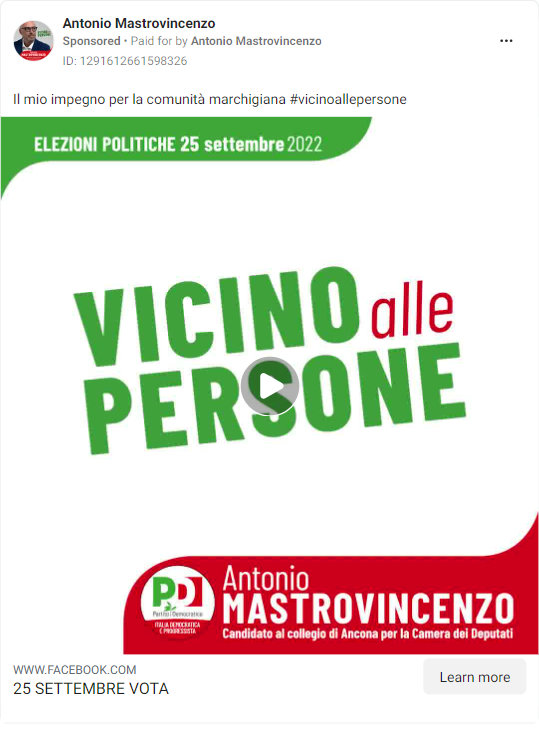 Antonio Mastrovincenzo
Sponsored • Paid for by Antonio Mastrovincenzo
ID: 1291612661598326
Il mio impegno per la comunità marchigiana #vicinoallepersone
ELEZIONI POLITICHE 25 settembre 2022
VICINO alle
PERSONE
PD
Partito Democratico
ITALIA DEMOCRATICA
E PROGRESSISTA
Antonio
MASTROVINCENZO
Candidato al collegio di Ancona per la Camera dei Deputati
WWW.FACEBOOK.COM
25 SETTEMBRE VOTA
Learn more